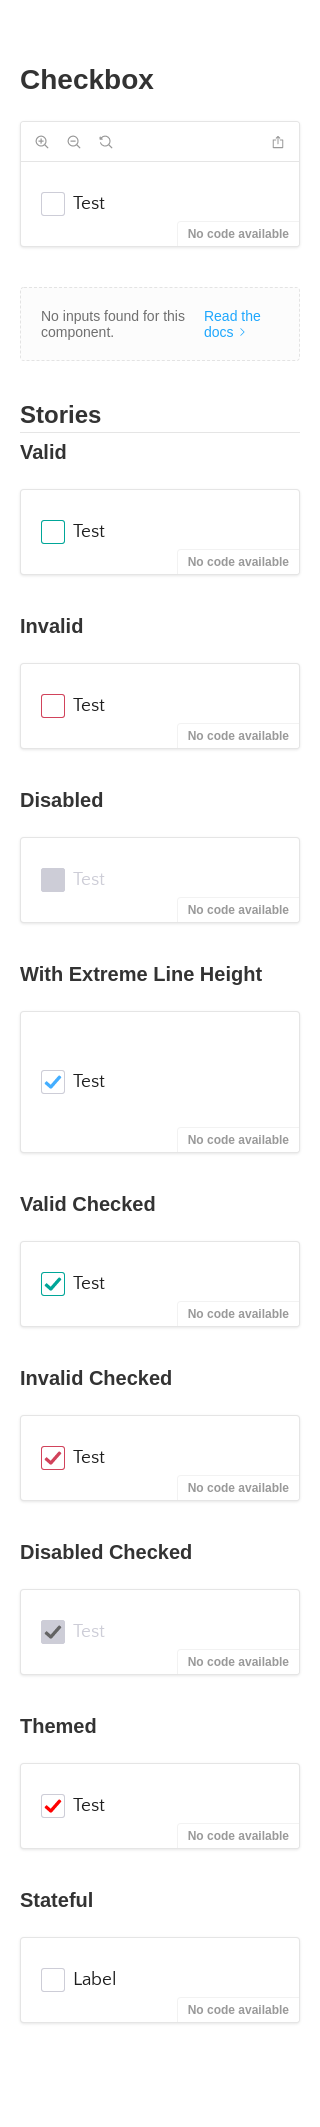 Checkbox
Test
No code available
No inputs found for this
component.
Read the
docs
Stories
Valid
Test
No code available
Invalid
Test
No code available
Disabled
Test
No code available
With Extreme Line Height
Test
No code available
Valid Checked
Test
No code available
Invalid Checked
Test
No code available
Disabled Checked
Test
No code available
Themed
Test
No code available
Stateful
Label
No code available